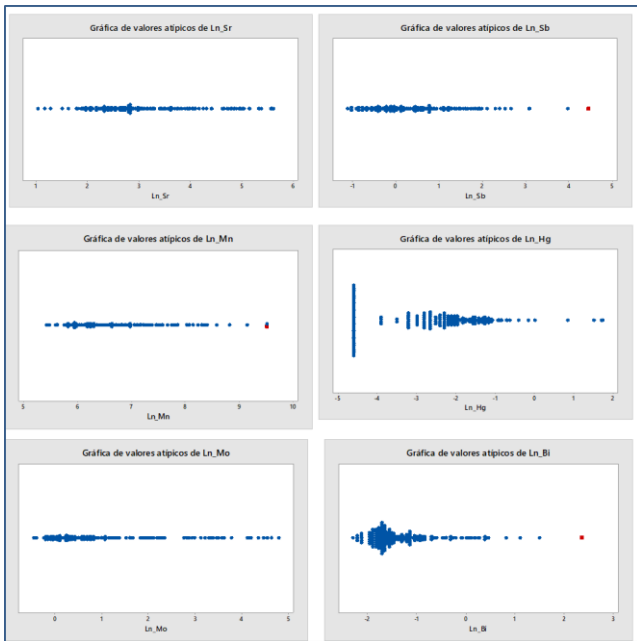 Gráfica de valores atípicos de Ln_Sr
1 2 3 4 5 6
Ln_Sr
Gráfica de valores atípicos de Ln_Sb
-1 0 1 2 3 4 5
Ln_Sb
Gráfica de valores atípicos de Ln_Mn
5 6 7 8 9 10
Ln_Mn
Gráfica de valores atípicos de Ln_Hg
-5 -4 -3 -2 -1 0 1 2
Ln_Hg
Gráfica de valores atípicos de Ln_Mo
0 1 2 3 4 5
Ln_Mo
Gráfica de valores atípicos de Ln_Bi
-2 -1 0 1 2 3
Ln_Bi